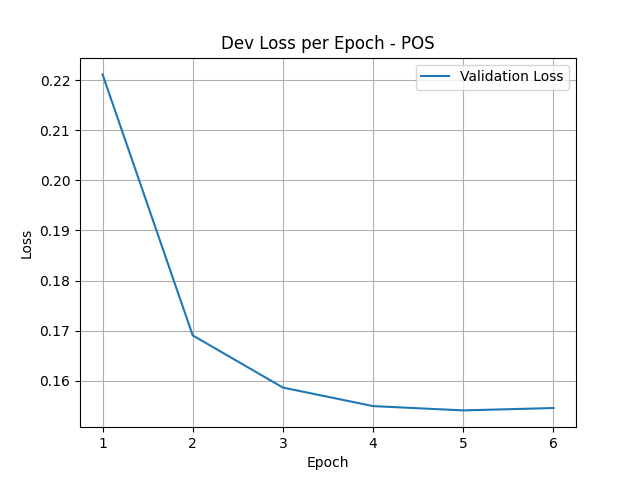 Dev Loss per Epoch - POS
Validation Loss
0.22
0.21
0.20
0.19
0.18
0.17
0.16
Loss
1 2 3 4 5 6
Epoch